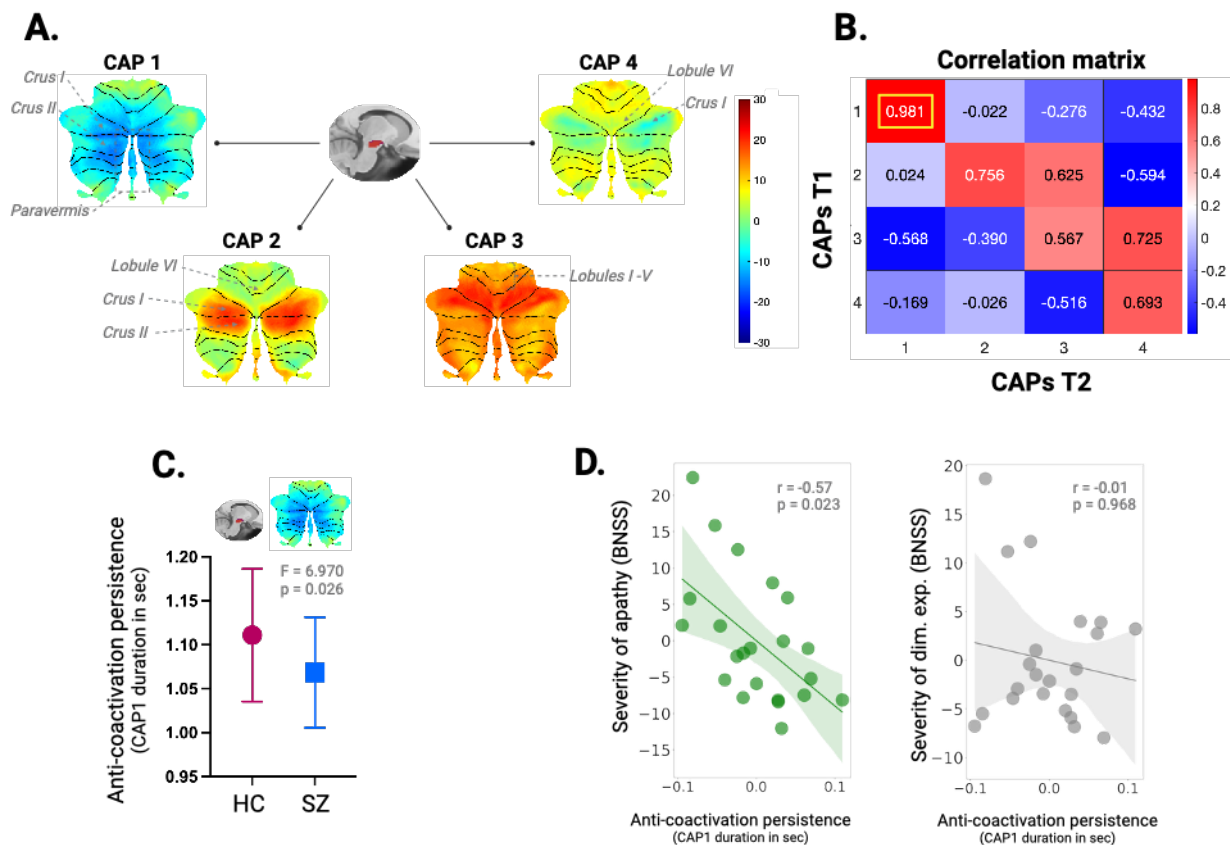 A.
CAP 1
Crus I
Crus II
Paravermis
CAP 4
Lobule VI
Crus I
CAP 2
Lobule VI
Crus I
Crus II
CAP 3
Lobules I -V
30
20
10
0
-10
-20
-30
B.
Correlation matrix
CAPs T1
1
0.981 -0.022 -0.276 -0.432
2
0.024 0.756 0.625 -0.594
3
-0.568 -0.390 0.567 0.725
4
-0.169 -0.026 -0.516 0.693
1 2 3 4
CAPs T2
0.8
0.6
0.4
0.2
0
-0.2
-0.4
C.
Anti-coactivation persistence
(CAP1 duration in sec)
F = 6.970
p = 0.026
1.20
1.15
1.10
1.05
1.00
0.95
HC SZ
D.
Severity of apathy (BNSS)
r = -0.57
p = 0.023
20
15
10
5
0
−5
−10
−15
−0.1 0.0 0.1
Anti-coactivation persistence
(CAP1 duration in sec)
Severity of dim. exp. (BNSS)
r = -0.01
p = 0.968
20
15
10
5
0
−5
−10
−0.1 0.0 0.1
Anti-coactivation persistence
(CAP1 duration in sec)